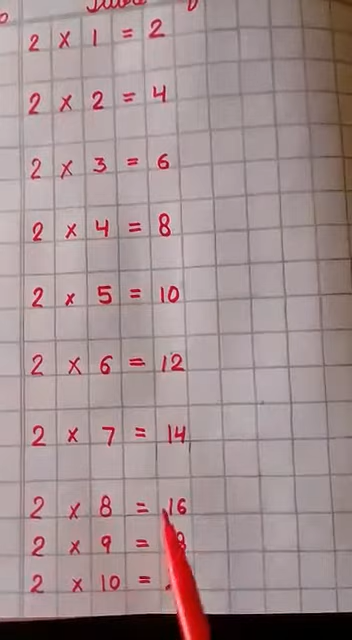 2 × 1 = 2
2 × 2 = 4
2 × 3 = 6
2 × 4 = 8
2 × 5 = 10
2 × 6 = 12
2 × 7 = 14
2 × 8 = 16
2 × 9 =
2 × 10 =